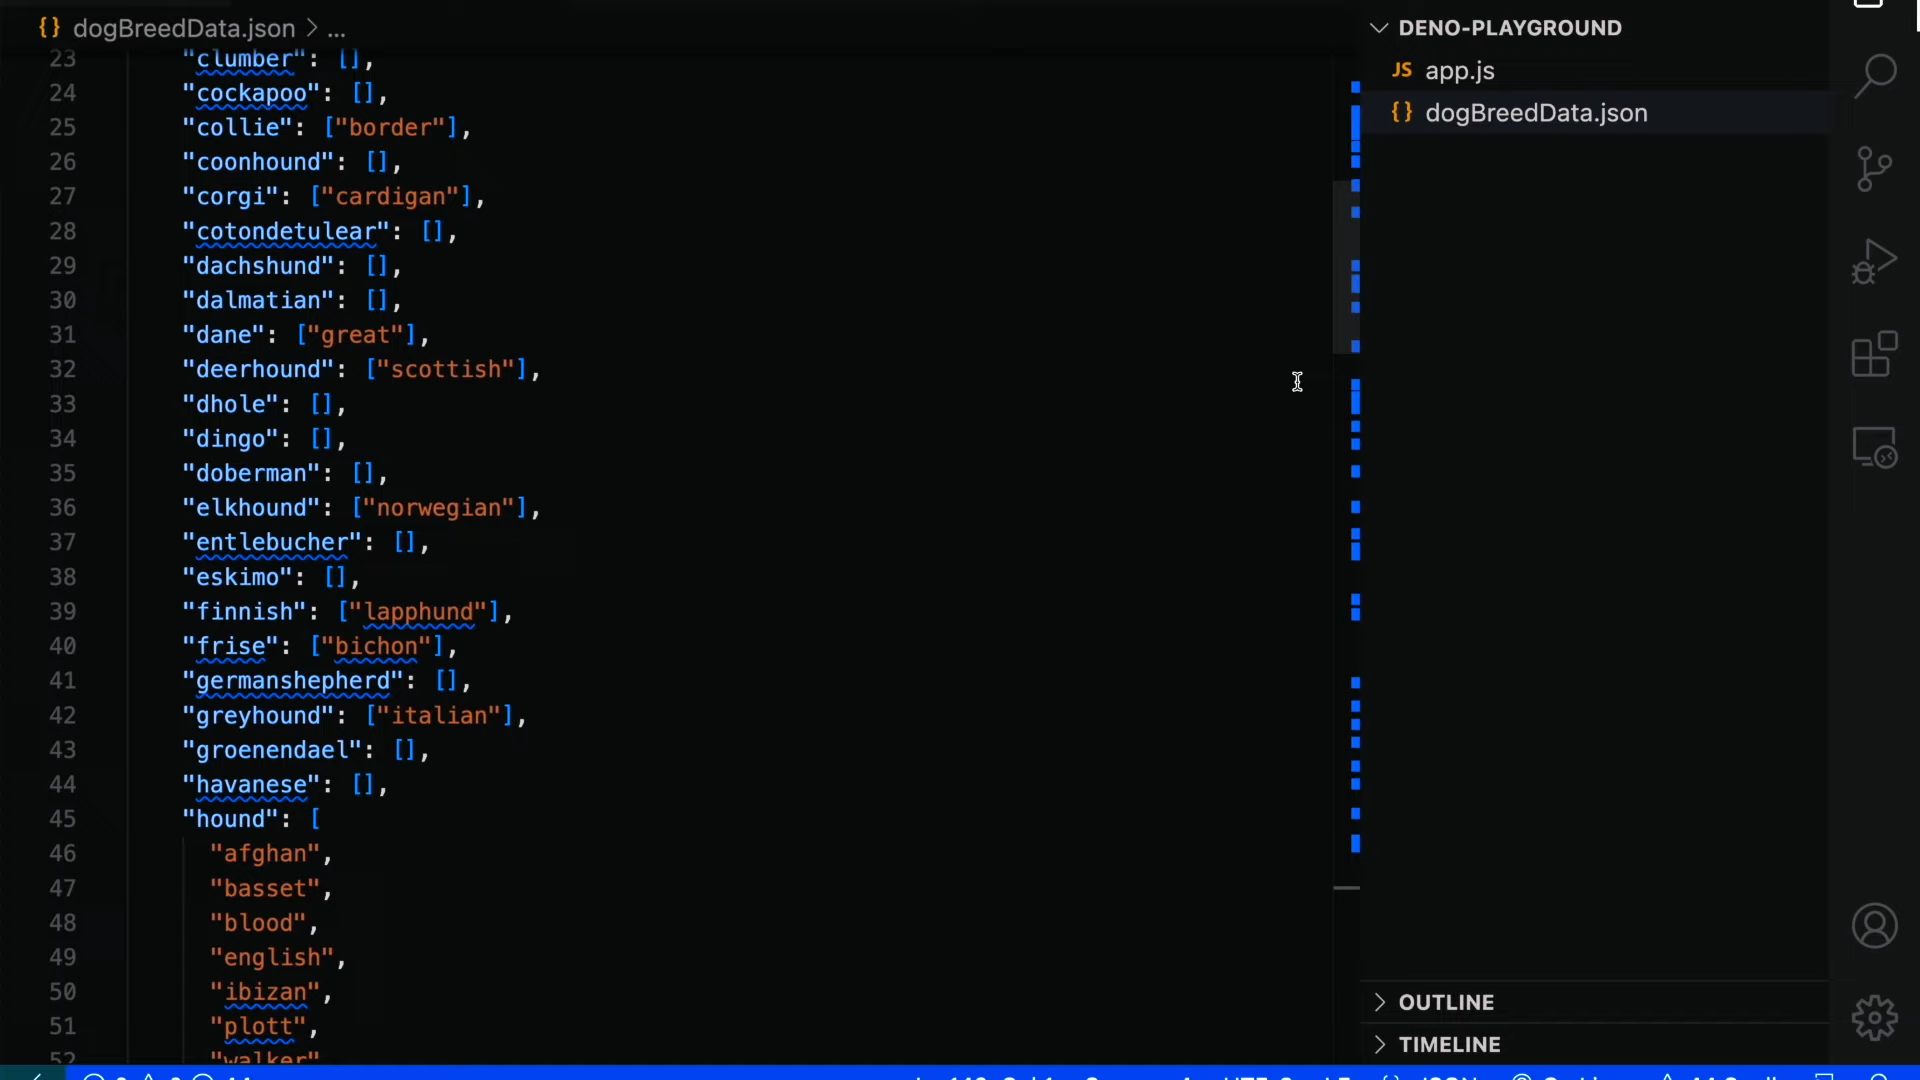 {} dogBreedData.json > ...
23 "clumber": [],
24 "cockapoo": [],
25 "collie": ["border"],
26 "coonhound": [],
27 "corgi": ["cardigan"],
28 "cotondetulear": [],
29 "dachshund": [],
30 "dalmatian": [],
31 "dane": ["great"],
32 "deerhound": ["scottish"],
33 "dhole": [],
34 "dingo": [],
35 "doberman": [],
36 "elkhound": ["norwegian"],
37 "entlebucher": [],
38 "eskimo": [],
39 "finnish": ["lapphund"],
40 "frise": ["bichon"],
41 "germanshepherd": [],
42 "greyhound": ["italian"],
43 "groenendael": [],
44 "havanese": [],
45 "hound": [
46 "afghan",
47 "basset",
48 "blood",
49 "english",
50 "ibizan",
51 "plott",
52 "walker"
DENO-PLAYGROUND
JS app.js
{} dogBreedData.json
OUTLINE
TIMELINE